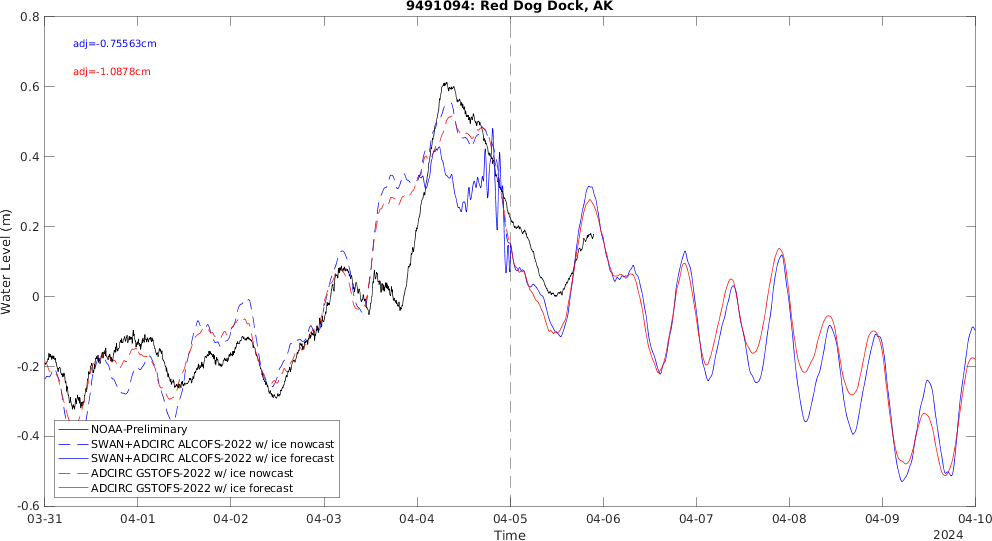 9491094: Red Dog Dock, AK
adj=-0.75563cm
adj=-1.0878cm
Water Level (m)
0.8
0.6
0.4
0.2
0
-0.2
-0.4
-0.6
NOAA-Preliminary
SWAN+ADCIRC ALCOFS-2022 w/ ice nowcast
SWAN+ADCIRC ALCOFS-2022 w/ ice forecast
ADCIRC GSTOFS-2022 w/ ice nowcast
ADCIRC GSTOFS-2022 w/ ice forecast
03-31 04-01 04-02 04-03 04-04 04-05 04-06 04-07 04-08 04-09 04-10
Time
2024